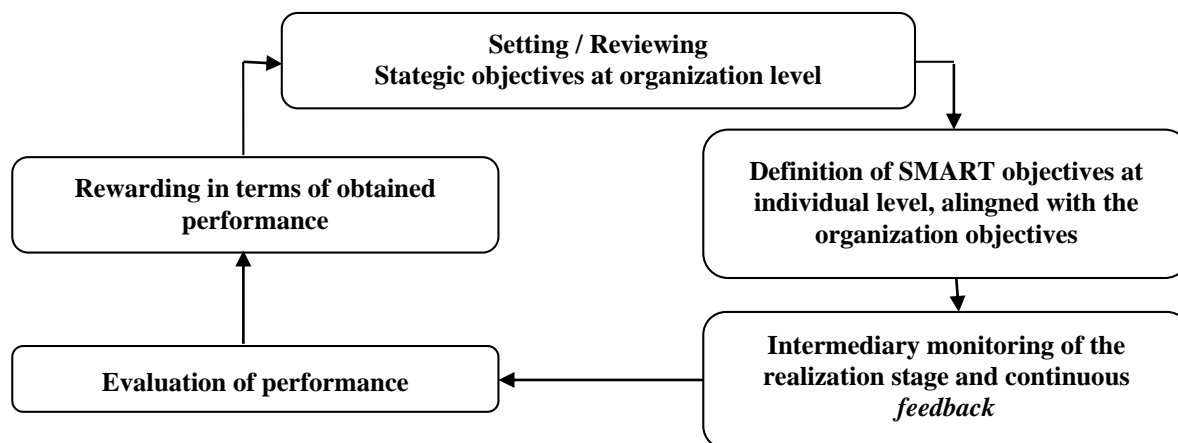 Setting / Reviewing
Stategic objectives at organization level
Definition of SMART objectives at
individual level, alingned with the
organization objectives
Intermediary monitoring of the
realization stage and continuous
feedback
Evaluation of performance
Rewarding in terms of obtained
performance